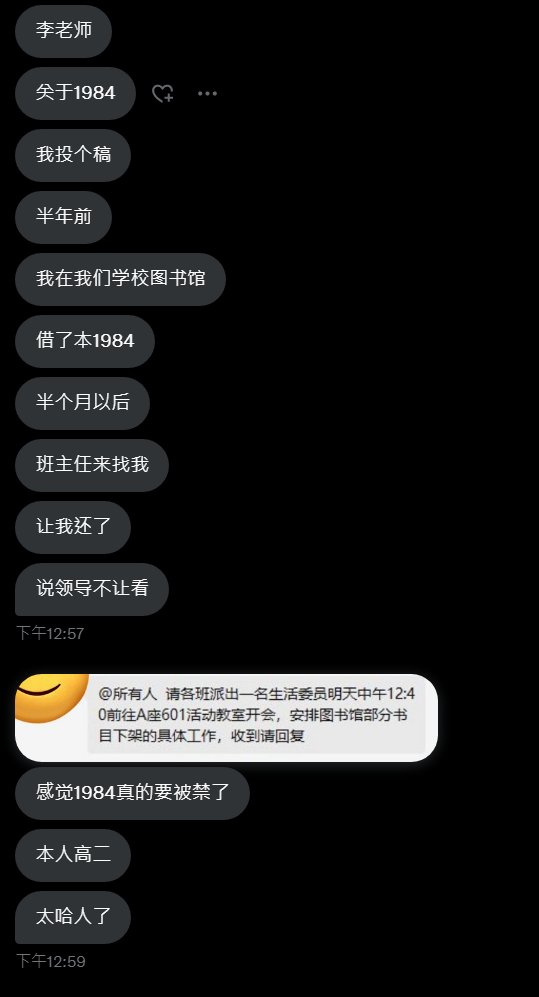 李老师
关于1984
我投个稿
半年前
我在我们学校图书馆
借了本1984
半个月以后
班主任来找我
让我还了
说领导不让看
下午12:57
@所有人 请各班派出一名生活委员明天中午12:4
0前往A座601活动教室开会，安排图书馆部分书
目下架的具体工作，收到请回复
感觉1984真的要被禁了
本人高二
太哈人了
下午12:59